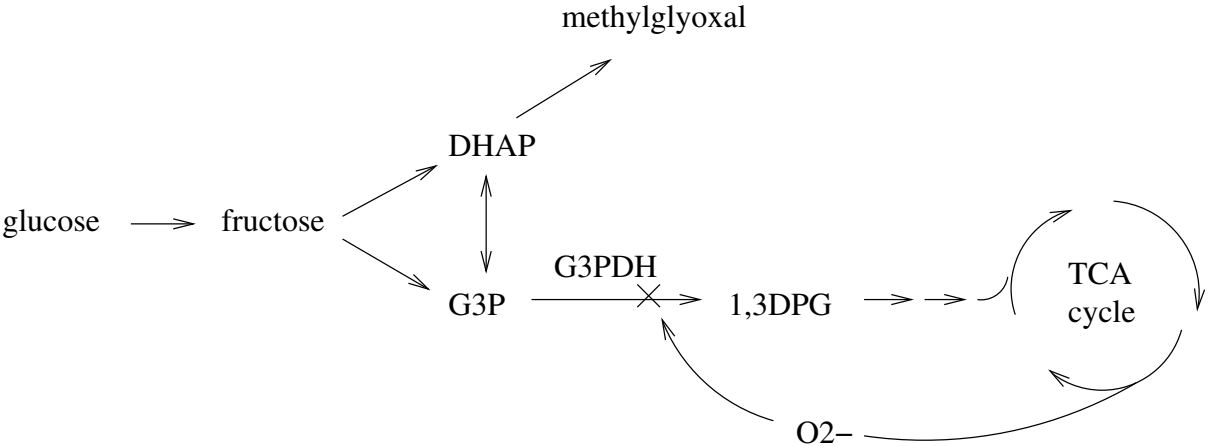 methylglyoxal
DHAP
glucose
fructose
G3PDH
G3P
1,3DPG
TCA
cycle
O2−